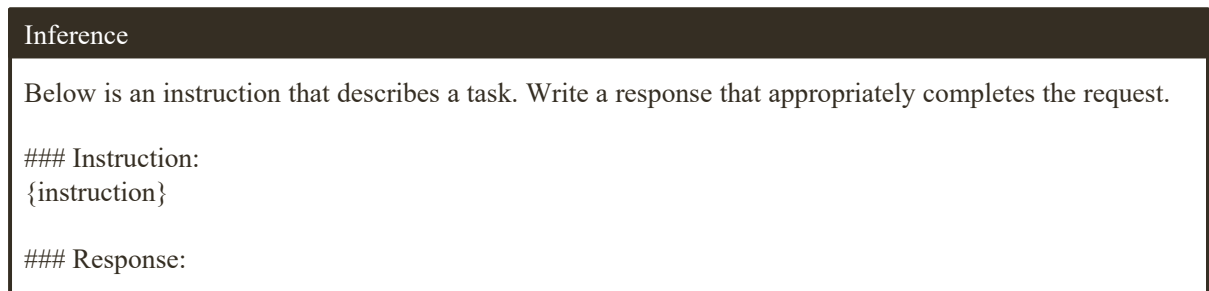 Inference
Below is an instruction that describes a task. Write a response that appropriately completes the request.
### Instruction:
{instruction}
### Response: